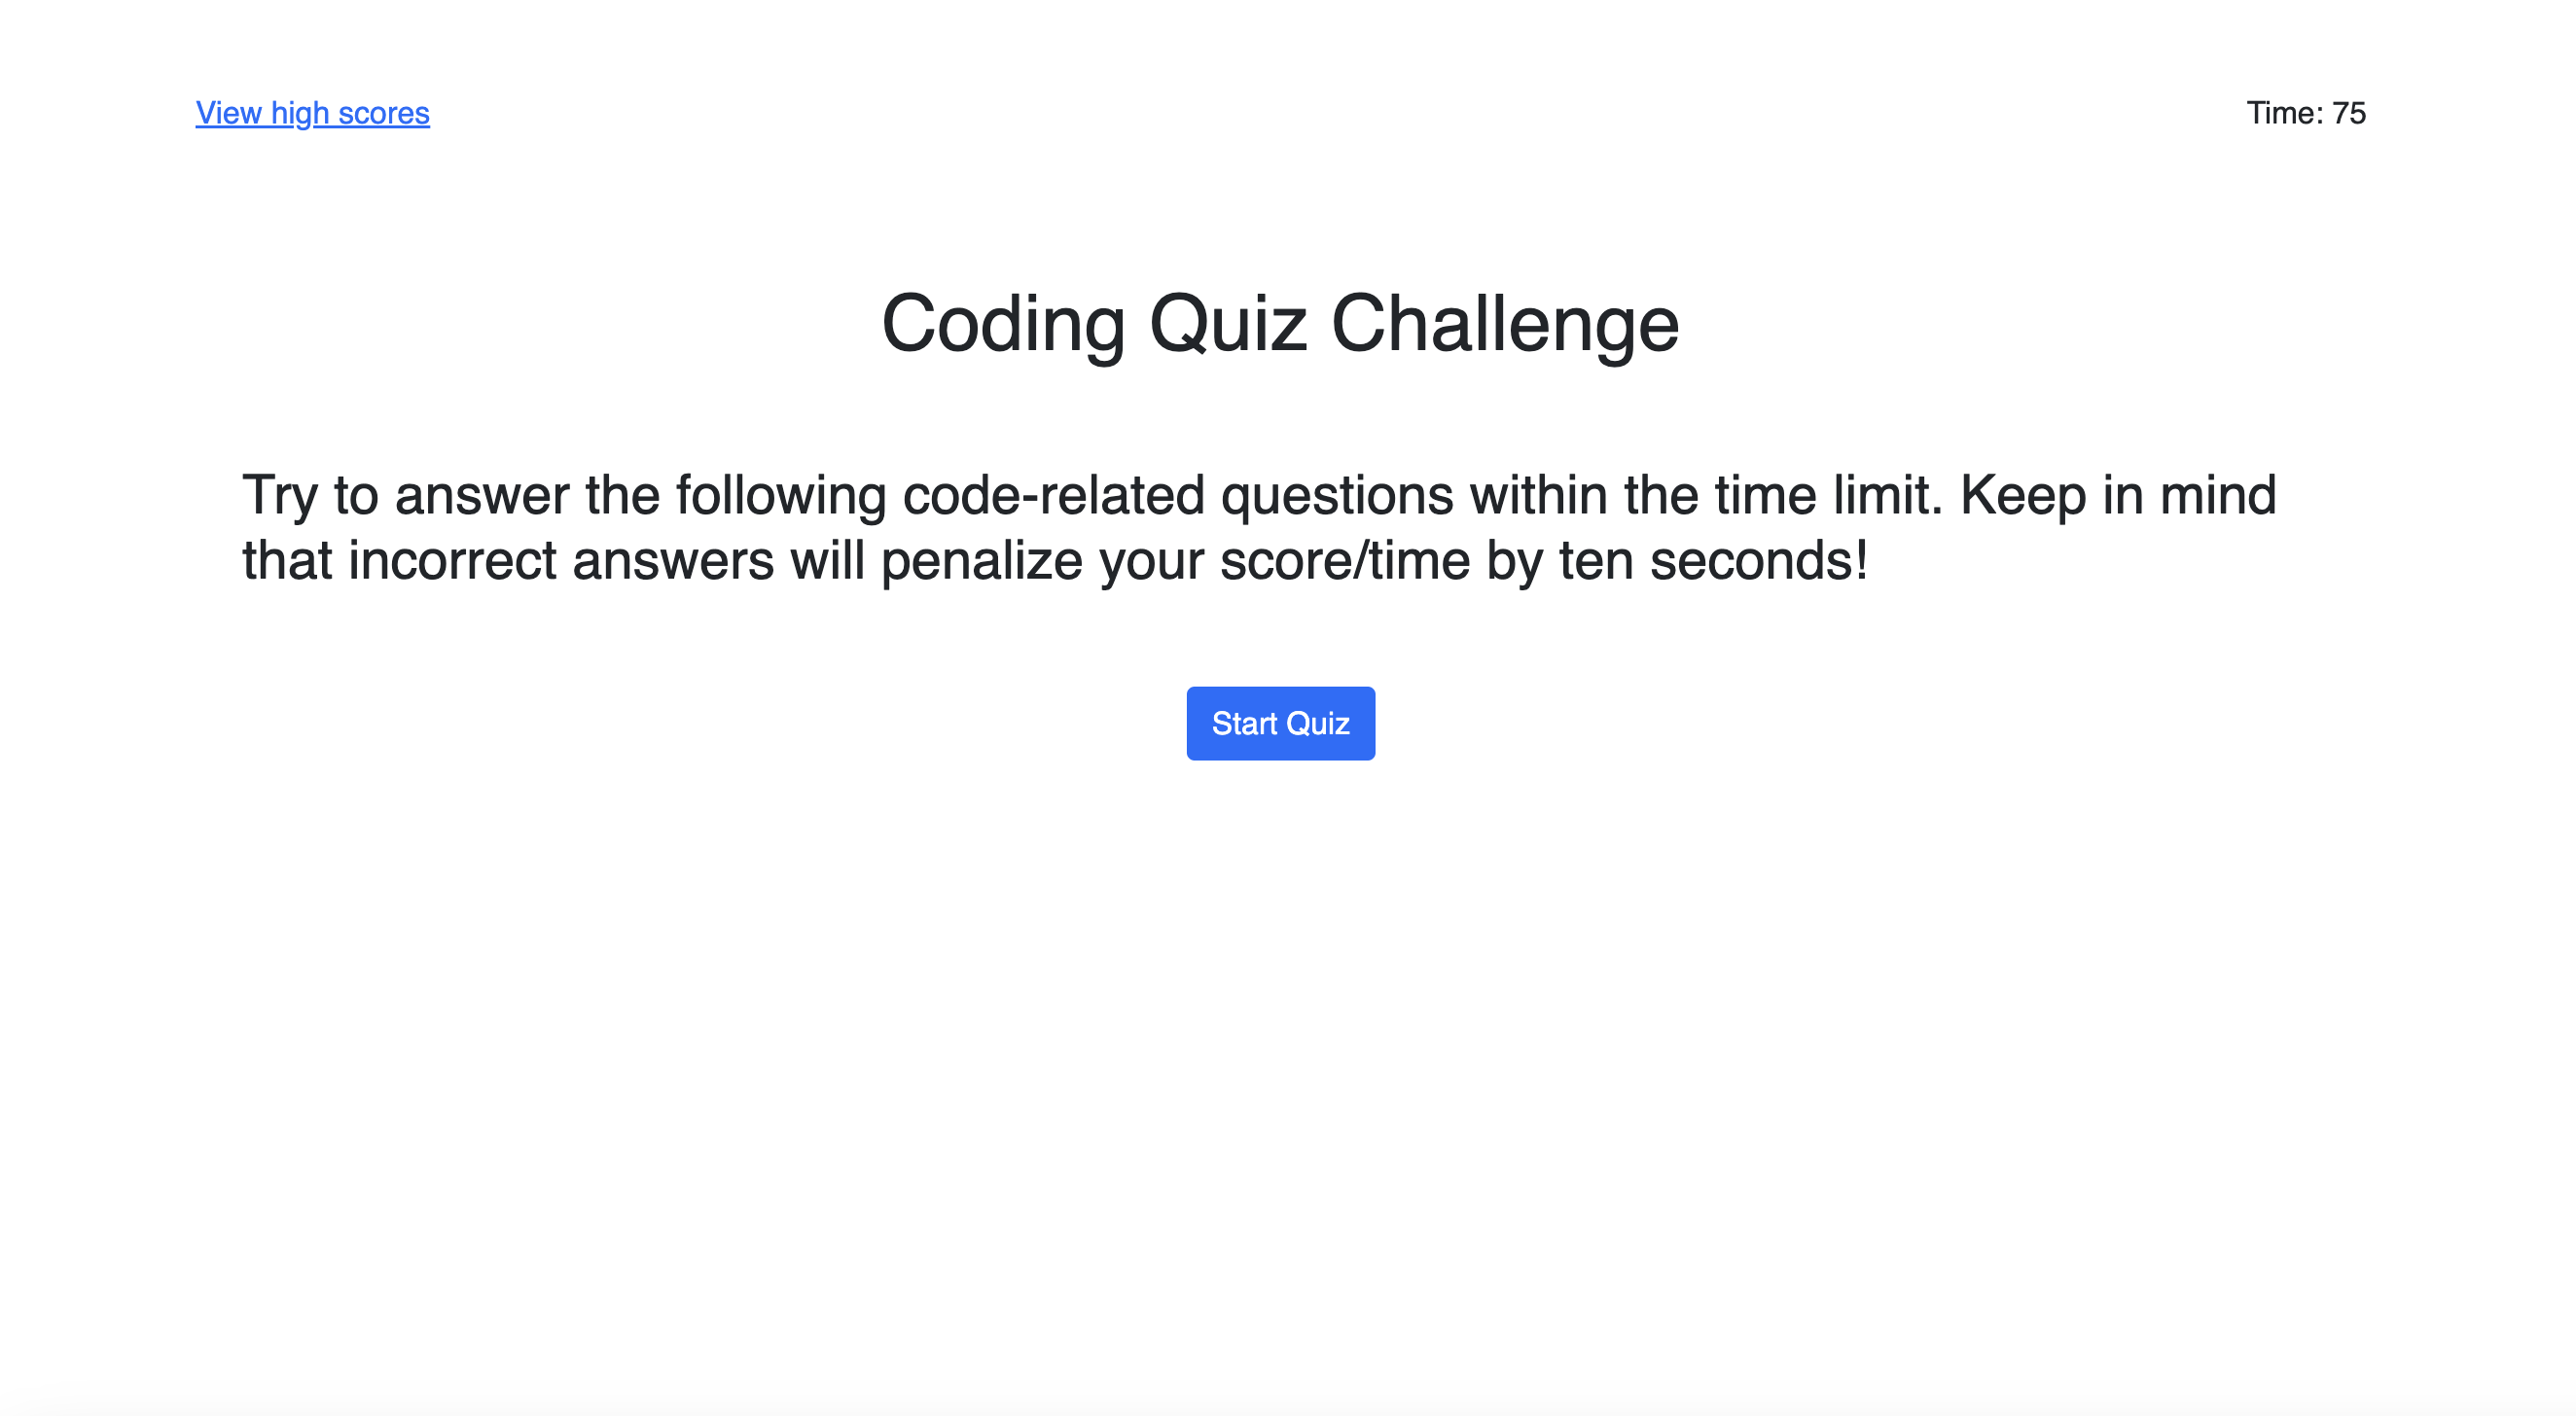 View high scores
Time: 75
Coding Quiz Challenge
Try to answer the following code-related questions within the time limit. Keep in mind
that incorrect answers will penalize your score/time by ten seconds!
Start Quiz